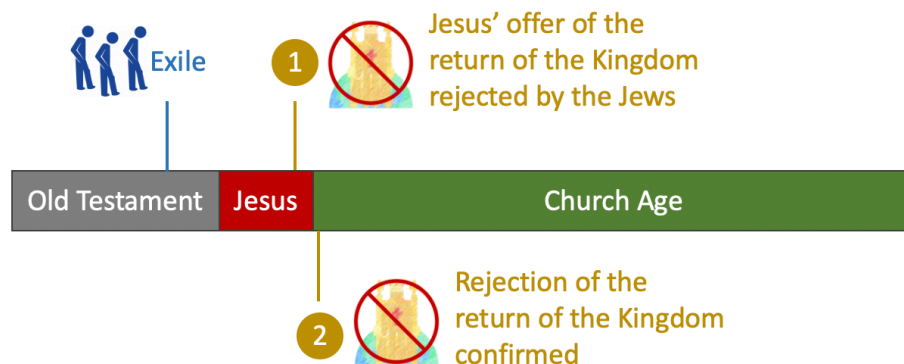 Exile
1
Jesus’ offer of the
return of the Kingdom
rejected by the Jews
Old Testament
Jesus
Church Age
2
Rejection of the
return of the Kingdom
confirmed